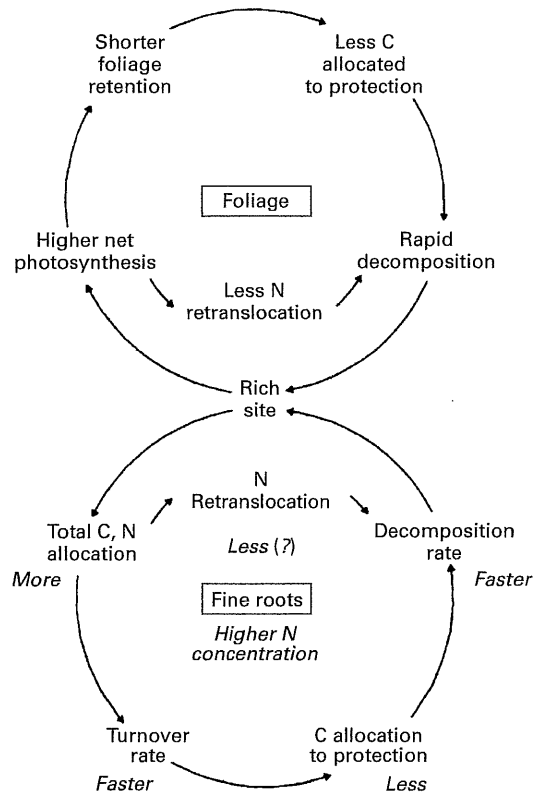 Shorter
foliage
retention
Less C
allocated
to protection
Foliage
Higher net
photosynthesis
Rapid
decomposition
Less N
retranslocation
Rich
site
N
Retranslocation
Total C, N
allocation
More
Less (?)
Decomposition
rate
Faster
Fine roots
Higher N
concentration
Turnover
rate
Faster
C allocation
to protection
Less